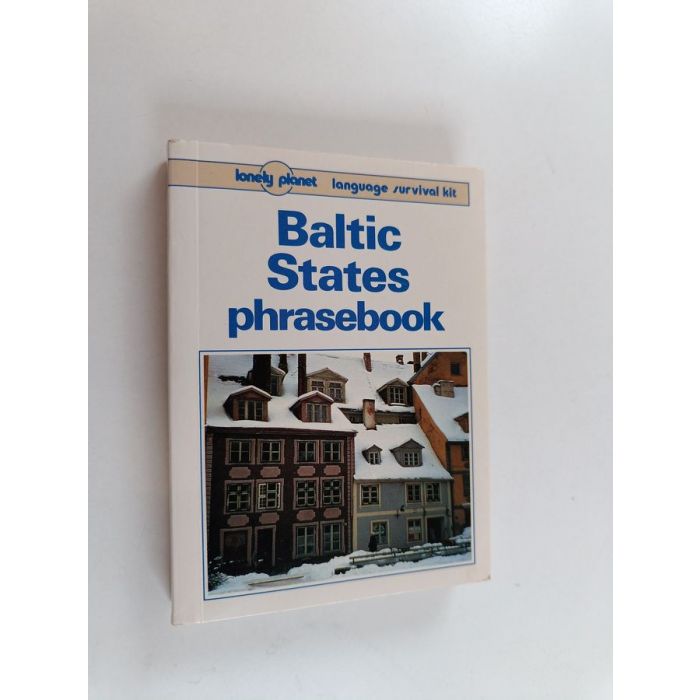 lonely planet language survival kit
Baltic
States
phrasebook